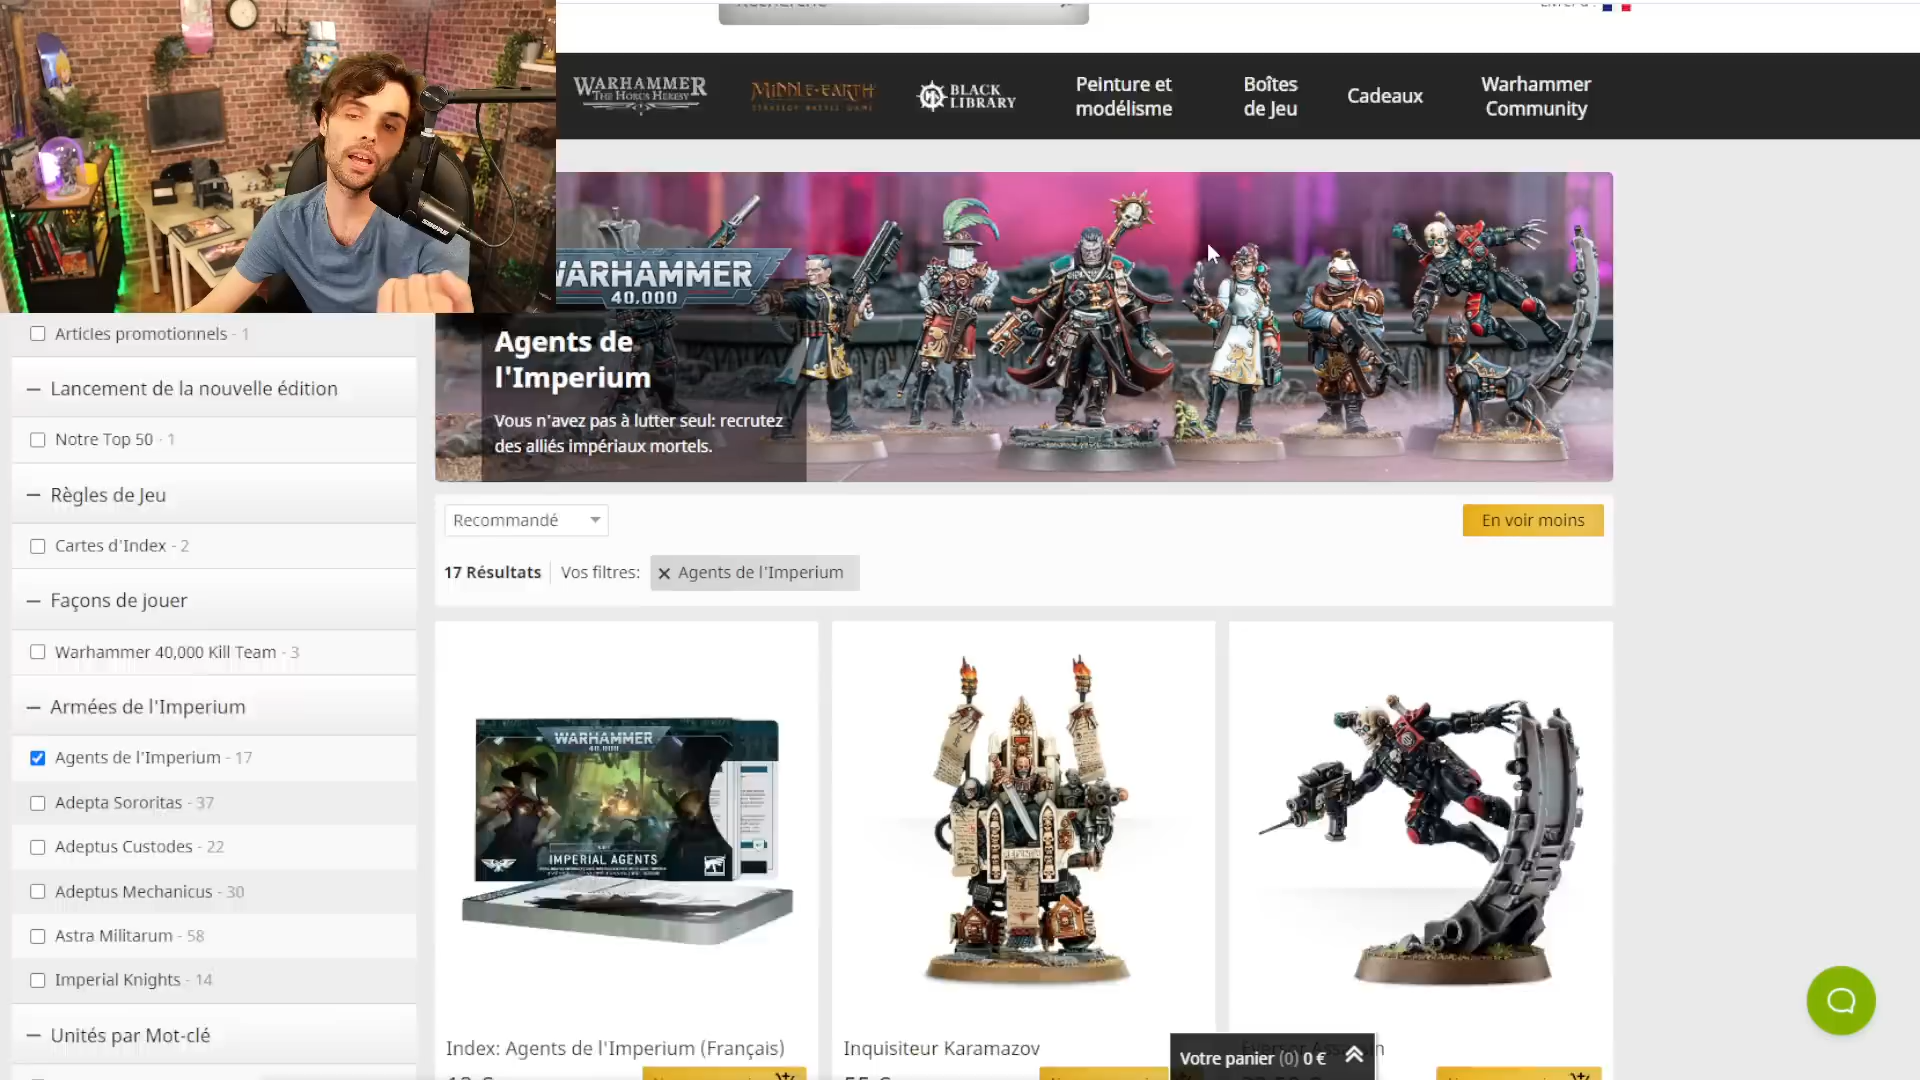 WARHAMMER
THE HORUS HERESY
MIDDLE-EARTH
STRATEGY BATTLE GAME
BLACK
LIBRARY
Peinture et
modélisme
Boîtes
de Jeu
Cadeaux
Warhammer
Community
WARHAMMER
40,000
Agents de
l'Imperium
Vous n'avez pas à lutter seul: recrutez
des alliés impériaux mortels.
Articles promotionnels - 1
Lancement de la nouvelle édition
Notre Top 50 - 1
Règles de Jeu
Cartes d'Index - 2
Façons de jouer
Warhammer 40,000 Kill Team - 3
Armées de l'Imperium
Agents de l'Imperium - 17
Adepta Sororitas - 37
Adeptus Custodes - 22
Adeptus Mechanicus - 30
Astra Militarum - 58
Imperial Knights - 14
Unités par Mot-clé
Recommandé
En voir moins
17 Résultats
Vos filtres:
Agents de l'Imperium
WARHAMMER
40,000
IMPERIAL AGENTS
Index: Agents de l'Imperium (Français)
Inquisiteur Karamazov
Votre panier (0) 0 €